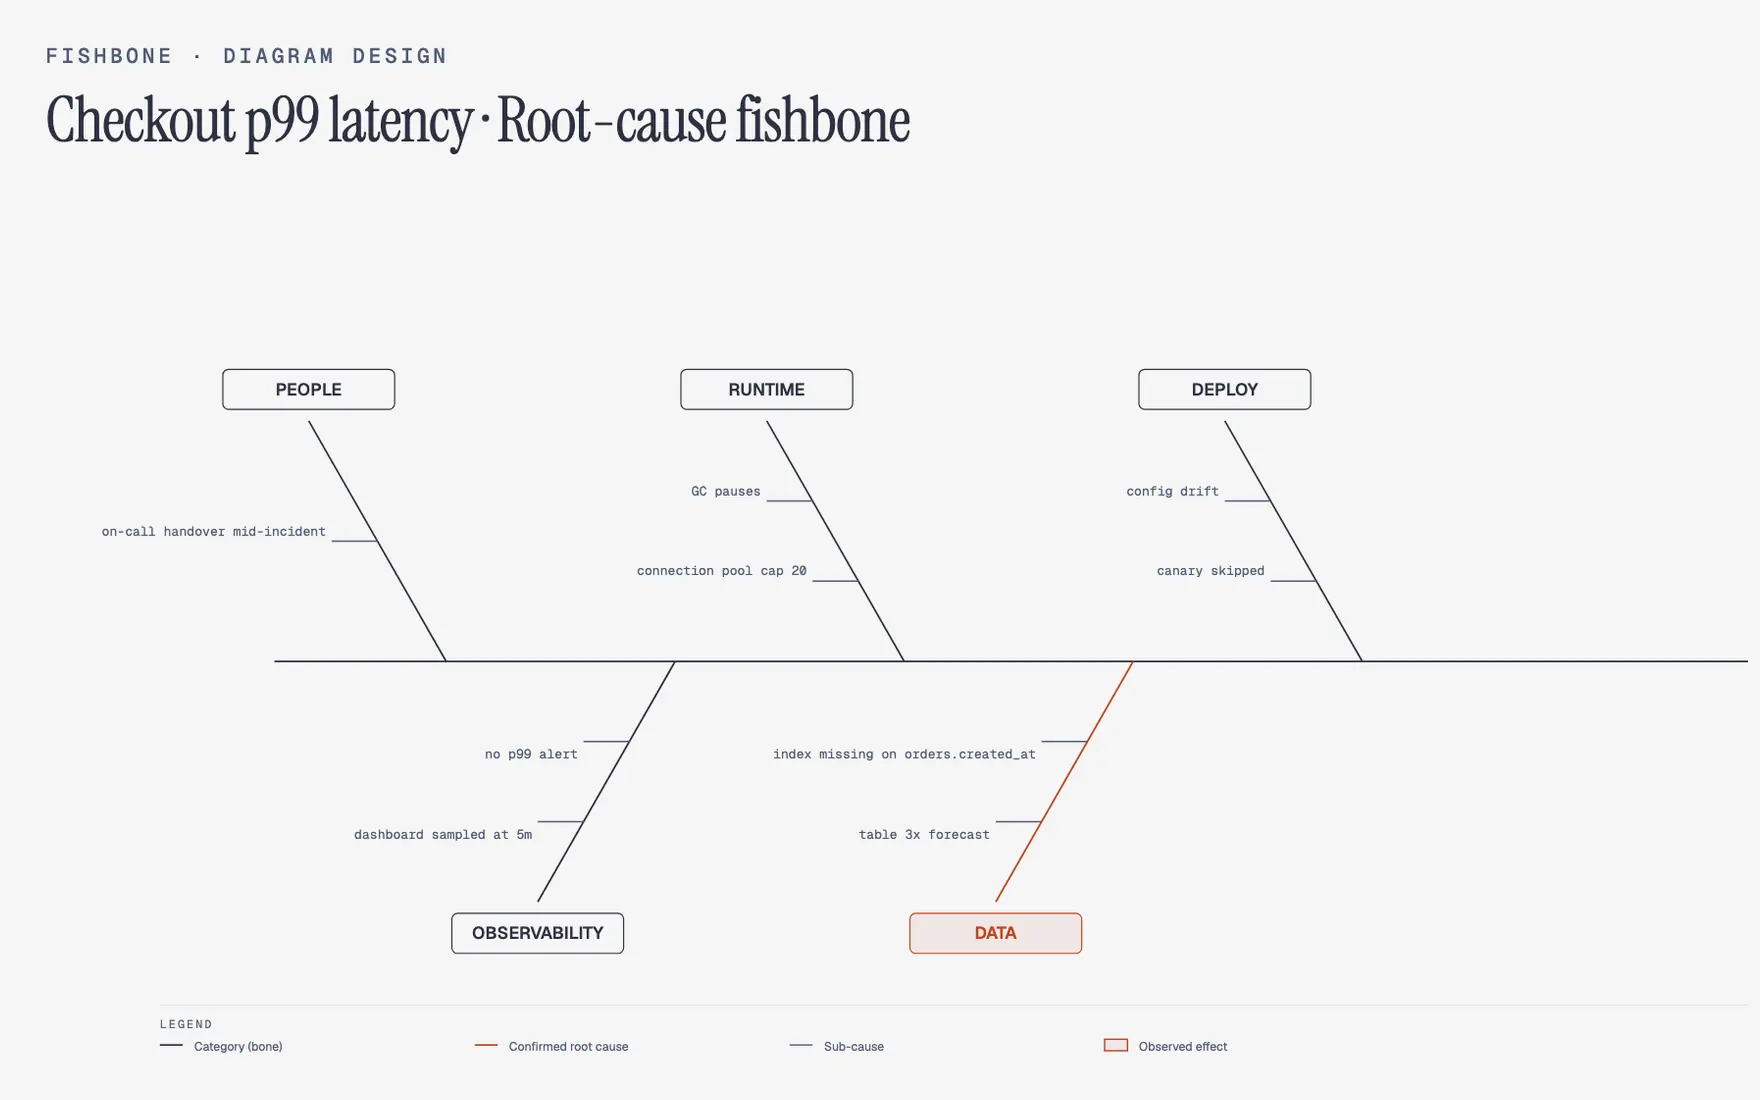 FISHBONE · DIAGRAM DESIGN
Checkout p99 latency · Root-cause fishbone
PEOPLE
RUNTIME
DEPLOY
GC pauses
config drift
on-call handover mid-incident
connection pool cap 20
canary skipped
no p99 alert
index missing on orders.created_at
dashboard sampled at 5m
table 3x forecast
OBSERVABILITY
DATA
LEGEND
Category (bone)
Confirmed root cause
Sub-cause
Observed effect